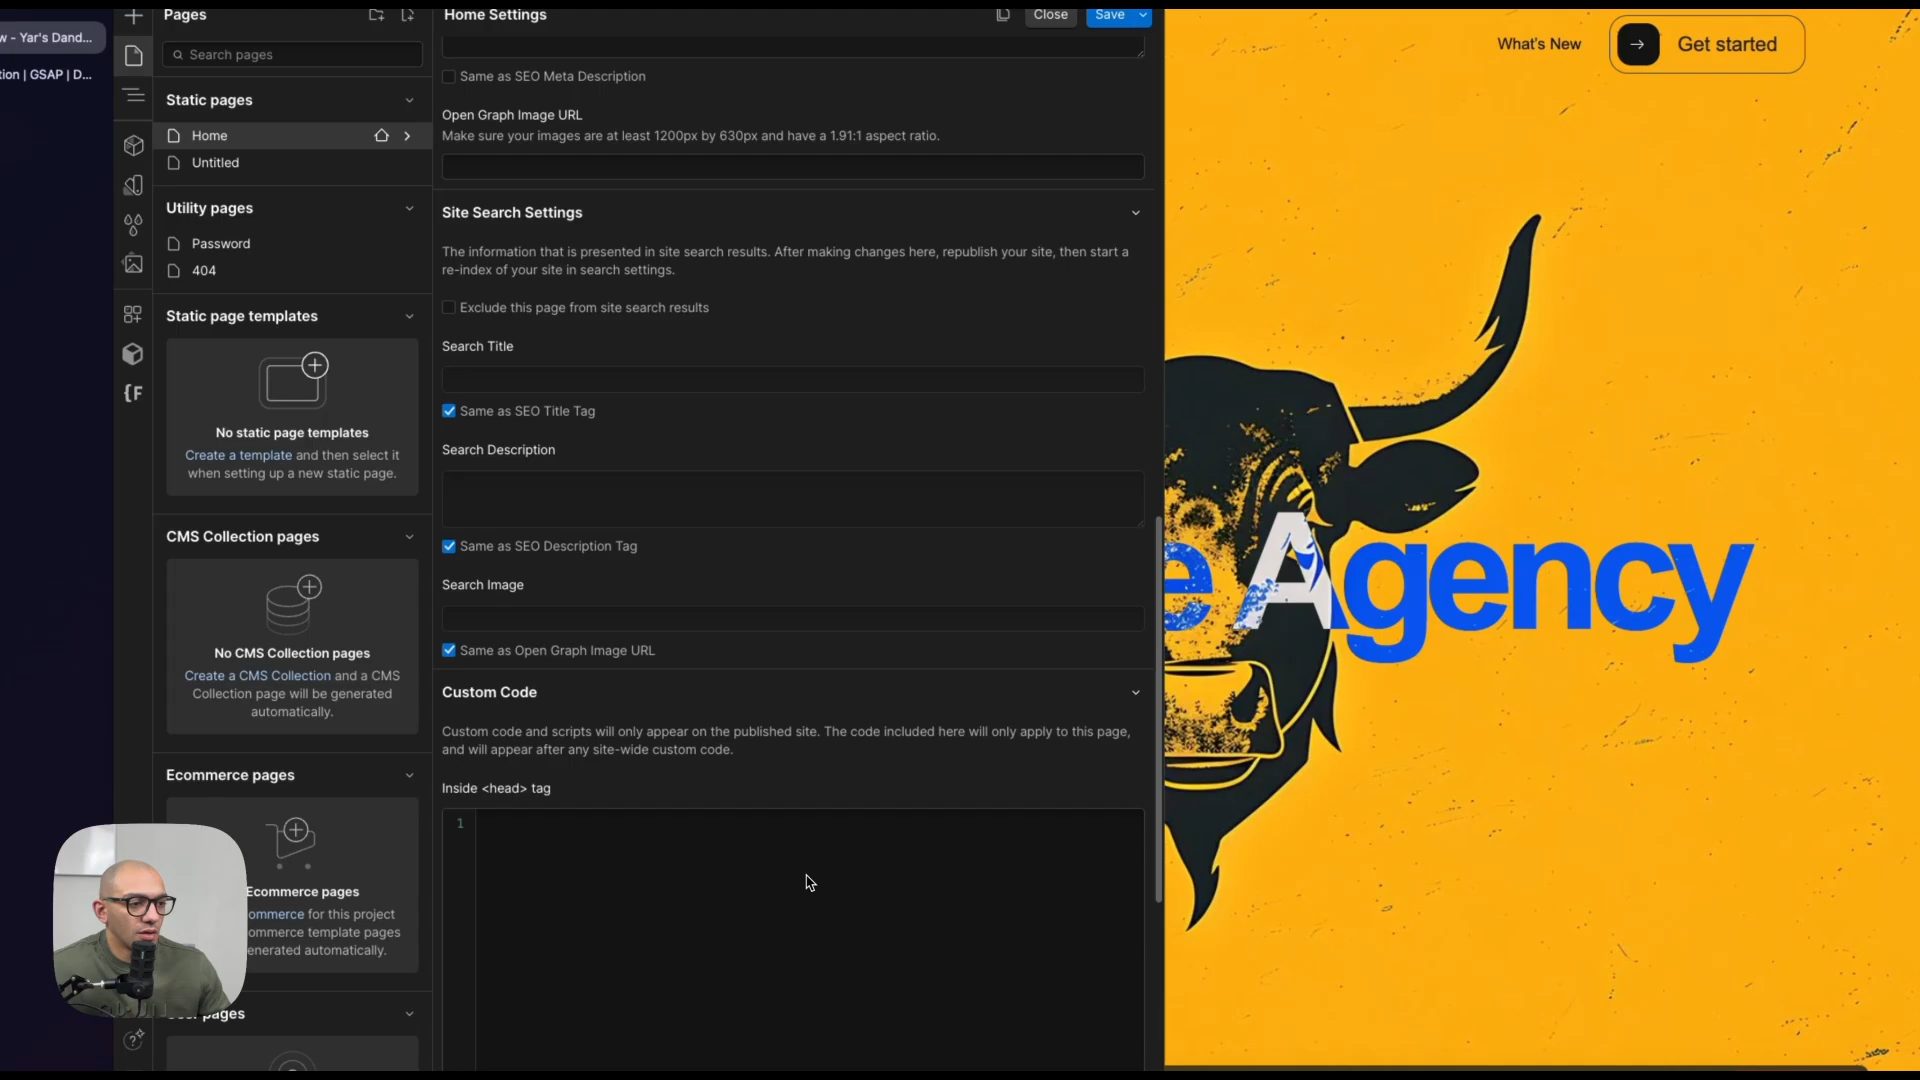 w - Yar's Dand...
tion | GSAP | D...
Pages
Search pages
Static pages
Home
Untitled
Utility pages
Password
404
Static page templates
No static page templates
Create a template and then select it
when setting up a new static page.
CMS Collection pages
No CMS Collection pages
Create a CMS Collection and a CMS
Collection page will be generated
automatically.
Ecommerce pages
Ecommerce pages
ommerce for this project
ommerce template pages
enerated automatically.
pages
Home Settings
Close
Save
Same as SEO Meta Description
Open Graph Image URL
Make sure your images are at least 1200px by 630px and have a 1.91:1 aspect ratio.
Site Search Settings
The information that is presented in site search results. After making changes here, republish your site, then start a
re-index of your site in search settings.
Exclude this page from site search results
Search Title
Same as SEO Title Tag
Search Description
Same as SEO Description Tag
Search Image
Same as Open Graph Image URL
Custom Code
Custom code and scripts will only appear on the published site. The code included here will only apply to this page,
and will appear after any site-wide custom code.
Inside <head> tag
1
What's New
Get started
e Agency
{F